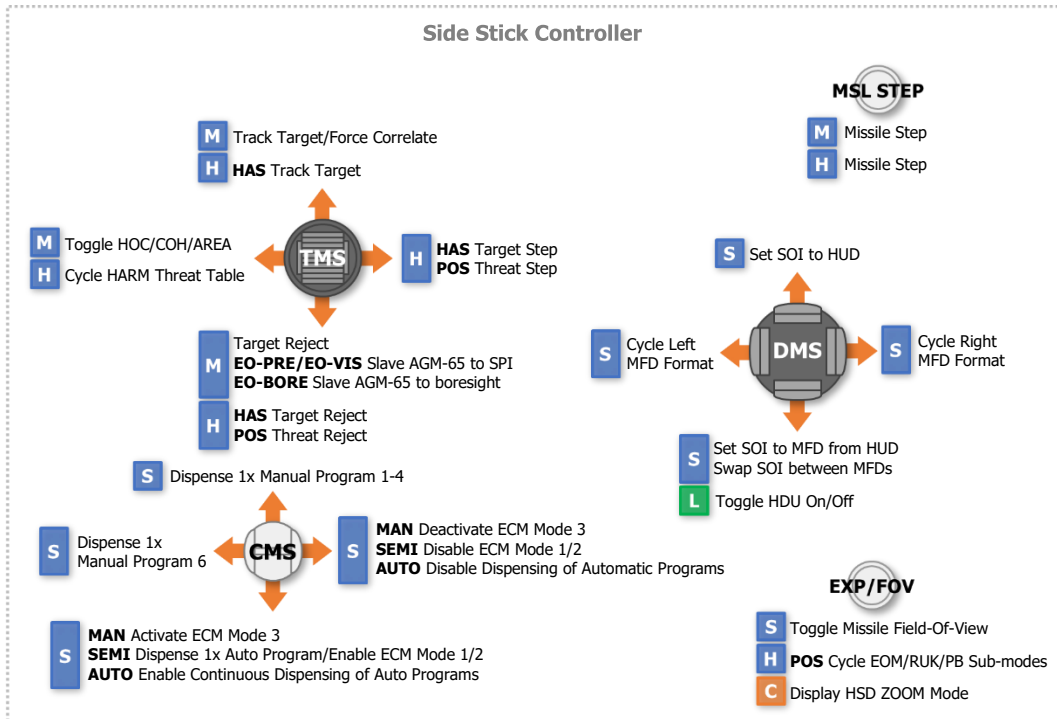 Side Stick Controller
MSL STEP
M Missile Step
H Missile Step
M Track Target/Force Correlate
H HAS Track Target
M Toggle HOC/COH/AREA
H Cycle HARM Threat Table
TMS
H HAS Target Step
POS Threat Step
M Target Reject
EO-PRE/EO-VIS Slave AGM-65 to SPI
EO-BORE Slave AGM-65 to boresight
H HAS Target Reject
POS Threat Reject
S Set SOI to HUD
S Cycle Left
MFD Format
DMS
S Cycle Right
MFD Format
S Set SOI to MFD from HUD
Swap SOI between MFDs
L Toggle HDU On/Off
S Dispense 1x Manual Program 1-4
S Dispense 1x
Manual Program 6
CMS
S MAN Deactivate ECM Mode 3
SEMI Disable ECM Mode 1/2
AUTO Disable Dispensing of Automatic Programs
S MAN Activate ECM Mode 3
SEMI Dispense 1x Auto Program/Enable ECM Mode 1/2
AUTO Enable Continuous Dispensing of Auto Programs
EXP/FOV
S Toggle Missile Field-Of-View
H POS Cycle EOM/RUK/PB Sub-modes
C Display HSD ZOOM Mode